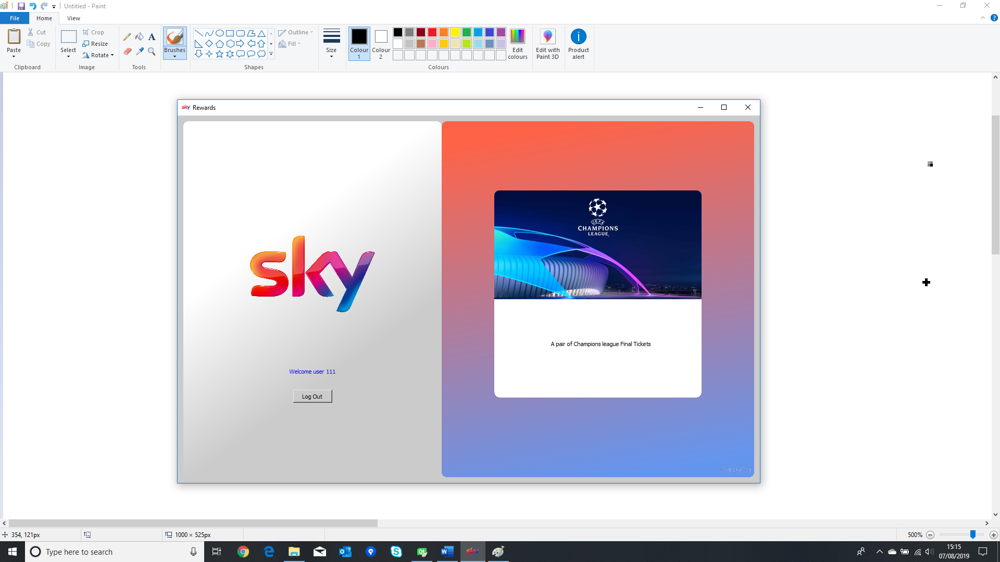 Untitled - Paint
File Home View
Paste
Cut
Copy
Clipboard
Select
Crop
Resize
Rotate
Image
A
Tools
Brushes
Shapes
Outline
Fill
Size
Colour 1
Colour 2
Colours
Edit colours
Edit with Paint 3D
Product alert
sky Rewards
sky
Welcome user 111
Log Out
UEFA
CHAMPIONS
LEAGUE
A pair of Champions league Final Tickets
354, 121px
1000 × 525px
500%
Type here to search
15:15
07/08/2019